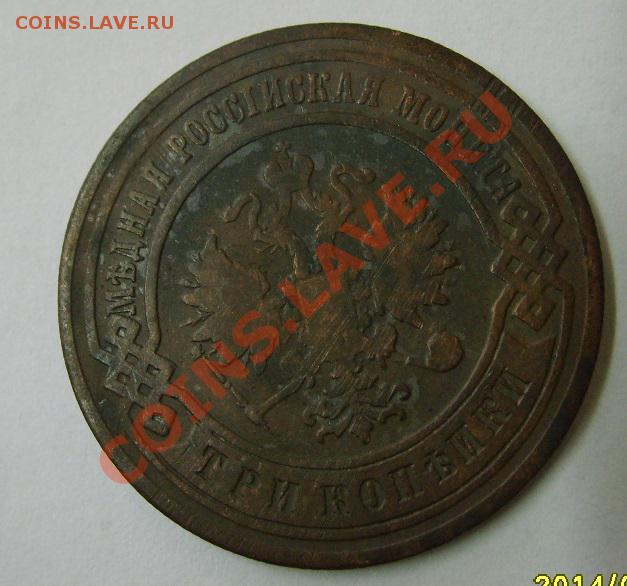 COINS.LAVE.RU
МѢДНАЯ РОССІЙСКАЯ МОНЕТА
ТРИ КОПѢЙКИ
COINS.LAVE.RU